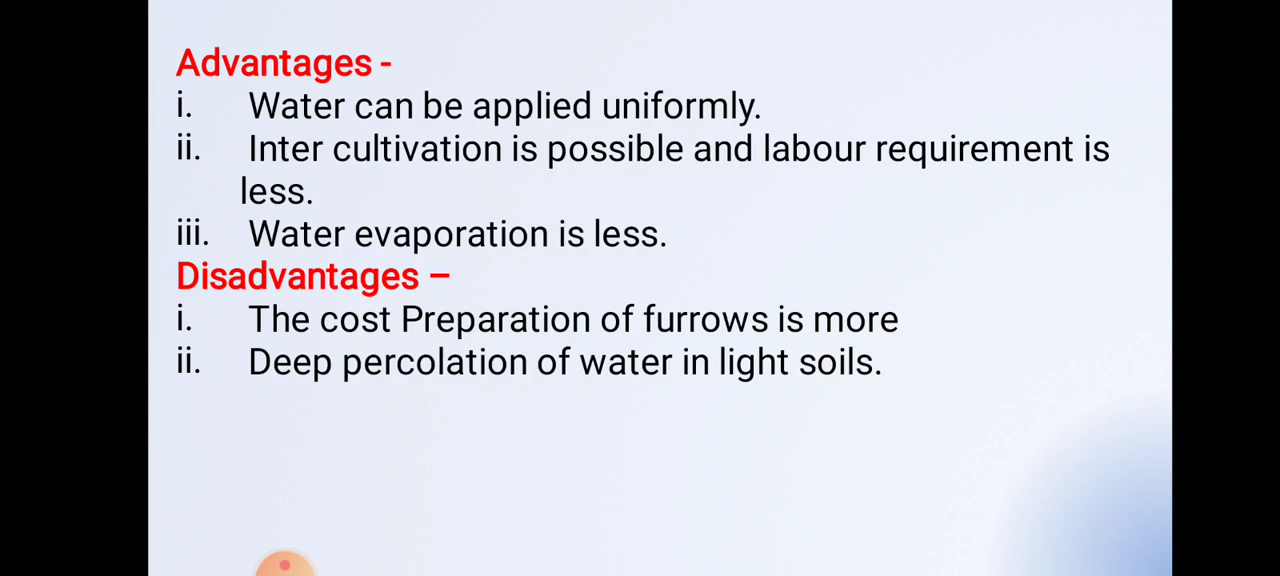 Advantages -
i. Water can be applied uniformly.
ii. Inter cultivation is possible and labour requirement is
less.
iii. Water evaporation is less.
Disadvantages –
i. The cost Preparation of furrows is more
ii. Deep percolation of water in light soils.